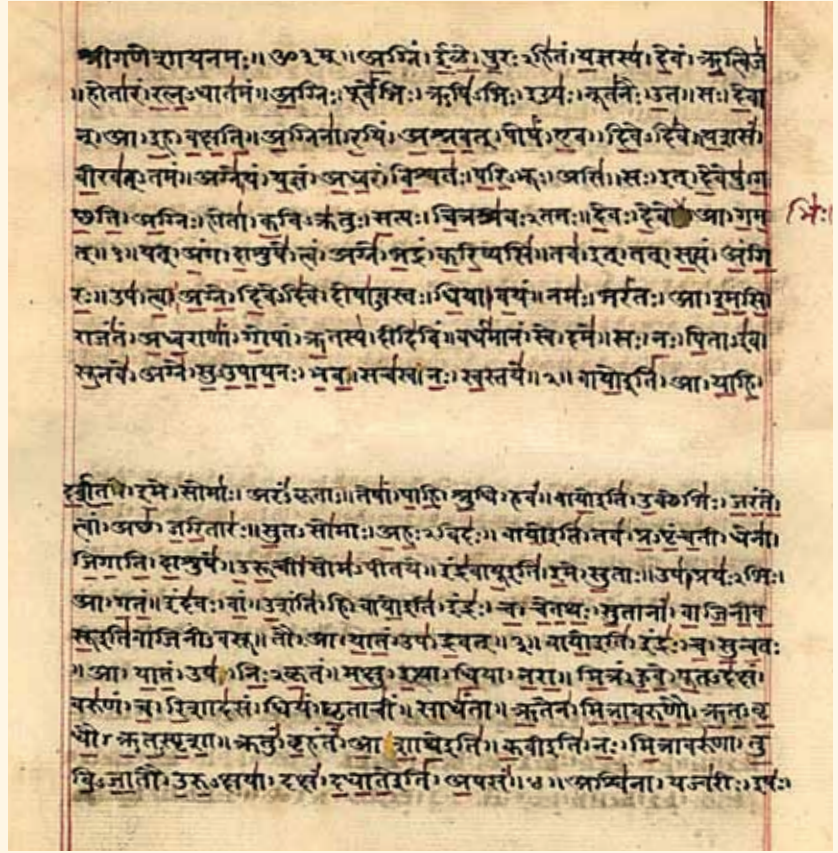 श्रीगणेशायनमः॥ ॐ३म्॥ अग्निं। ईळे। पुरःऽहितं। यज्ञस्य। देवं। ऋत्विजं
॥होतारं। रत्नऽधातमं॥ अग्निः। पूर्वेभिः। ऋषिऽभिः। ईड्यः। नूतनैः। उत॥ सः। देवा
न्। आ। इह। वक्षति॥ अग्निना। रयिं। अश्नवत्। पोषं। एव। दिवेऽदिवे॥ यशसं
वीरवत्ऽतमं॥ अग्ने। यं। यज्ञं। अध्वरं। विश्वतः। परिऽभूः। असि॥ सः। इत्। देवेषु। ग
च्छति। अग्निः। होता। कविऽक्रतुः। सत्यः। चित्रश्रवःऽतमः॥ देवः। आ। गम
भिः।
त्॥१॥ यत्। अंग। दाशुषे। त्वं। अग्ने। भद्रं। करिष्यसि॥ तव। इत्। तत्। सत्यं। अंगि
रः॥ उप। त्वा। अग्ने। दिवेऽदिवे। दोषाऽवस्तः। धिया। वयं॥ नमः। भरंतः। आ। इमसि
राजंतं। अध्वराणां। गोपां। ऋतस्य। दीदिविं॥ वर्धमानं। स्वे। दमे॥ सः। नः। पिताऽइव
सूनवे। अग्ने। सुऽउपायनः। भव॥ सचस्व। नः। स्वस्तये॥२॥ वायोइति। आ। याहि।
इमे। सोमाः। अरंऽकृताः॥ तेषां। पाहि। श्रुधि। हवं॥ वायोइति। उक्थेभिः। जरंते।
त्वां। अच्छ। जरितारः॥ सुतऽसोमाः। अहःऽविदः॥ वायोइति। तव। प्रऽपृंचती। धेना।
जिगाति। दाशुषे॥ उरूची। सोमऽपीतये॥ इंद्रवायूइति। इमे। सुताः॥ उप। प्रयःऽभिः।
आ। गतं॥ इंदवः। वां। उशंति। हि॥ वायोइति। इंद्रः। च। चेतथः। सुतानां। वाजिनीव
सूइतिवाजिनीऽवसू॥ तौ। आ। यातं। उप। द्रवत्॥३॥ वायोइति। इंद्रः। च। सुन्वतः
॥आ। यातं। उप। निःऽकृतं॥ मक्षु। इत्था। धिया। नरा॥ मित्रं। हुवे। पूतऽदक्षं।
वरुणं। च। रिशादसं॥ धियं। घृताचीं॥ साधंता॥ ऋतेन। मित्रावरुणौ। ऋतऽवृ
धौ। ऋतऽस्पृशा॥ क्रतुं। बृहंतं। आ। आशाथेइति॥ कवीइति। नः। मित्रावरुणा। तु
विऽजातौ। उरुऽक्षया। दक्षं। दधातेइति। अपसं॥४॥ अश्विना। यज्वरीः। इषः।